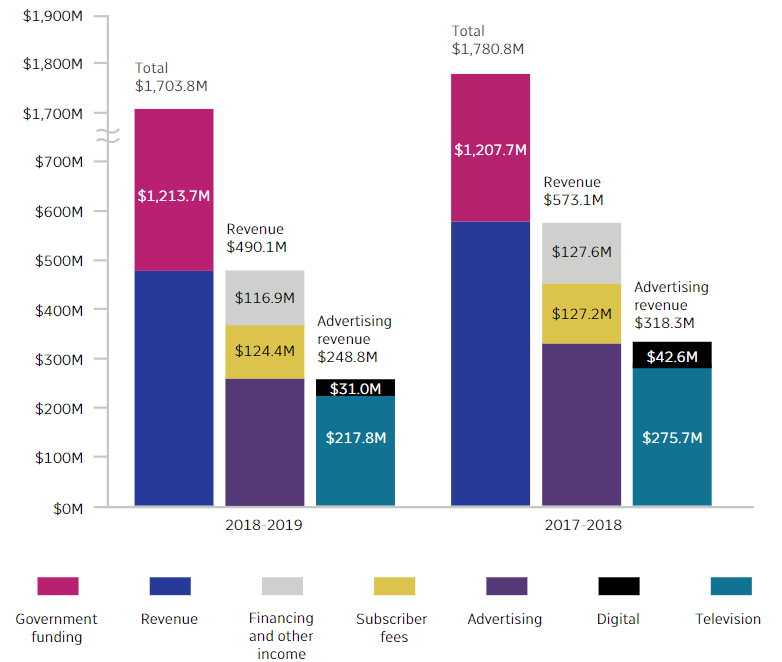 $1,900M
$1,800M
$1,700M
$700M
$600M
$500M
$400M
$300M
$200M
$100M
$0M
Total
$1,703.8M
$1,213.7M
Revenue
$490.1M
$116.9M
$124.4M
Advertising
revenue
$248.8M
$31.0M
$217.8M
2018-2019
Total
$1,780.8M
$1,207.7M
Revenue
$573.1M
$127.6M
$127.2M
Advertising
revenue
$318.3M
$42.6M
$275.7M
2017-2018
Government
funding
Revenue
Financing
and other
income
Subscriber
fees
Advertising
Digital
Television